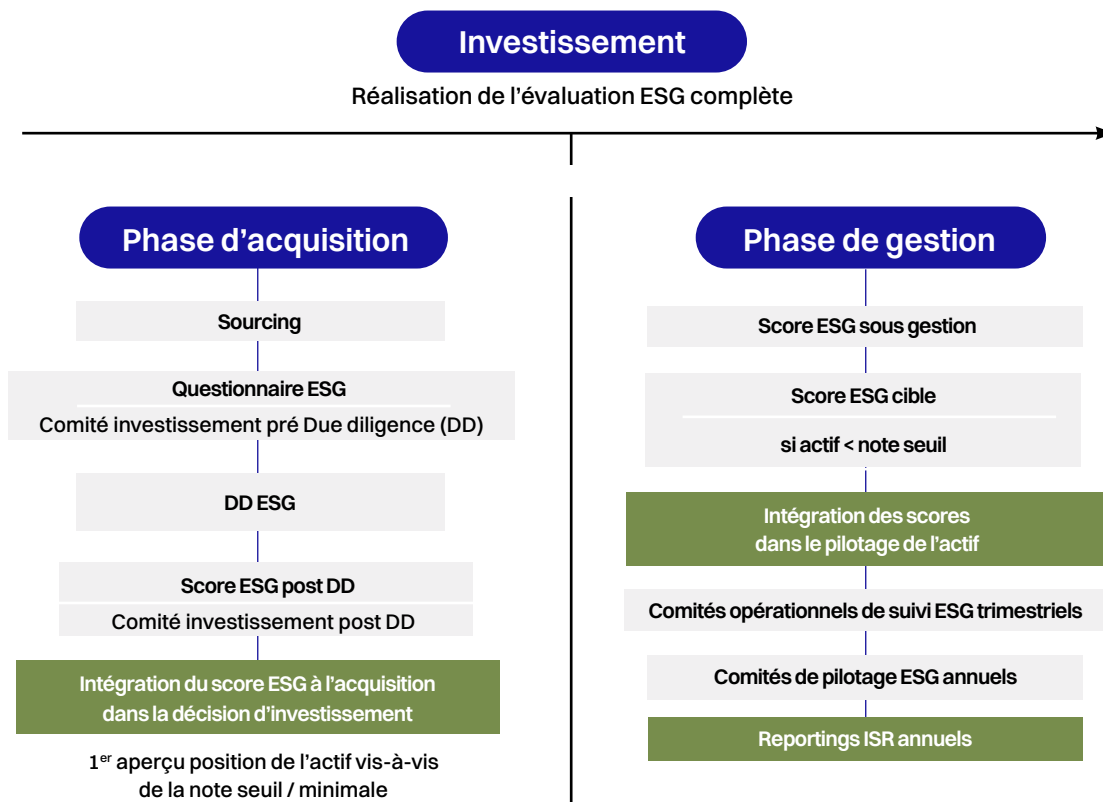 Investissement
Réalisation de l’évaluation ESG complète
Phase d’acquisition
Sourcing
Questionnaire ESG
Comité investissement pré Due diligence (DD)
DD ESG
Score ESG post DD
Comité investissement post DD
Intégration du score ESG à l’acquisition
dans la décision d’investissement
1er aperçu position de l’actif vis-à-vis
de la note seuil / minimale
Phase de gestion
Score ESG sous gestion
Score ESG cible
si actif < note seuil
Intégration des scores
dans le pilotage de l’actif
Comités opérationnels de suivi ESG trimestriels
Comités de pilotage ESG annuels
Reportings ISR annuels